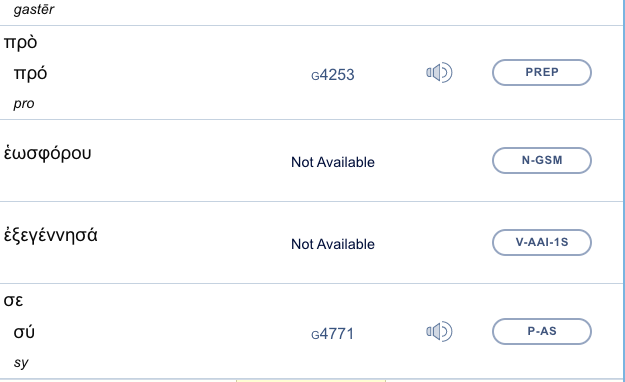 gastēr
πρὸ
πρό G4253 PREP
pro
ἑωσφόρου Not Available N-GSM
ἐξεγέννησά Not Available V-AAI-1S
σε
σύ G4771 P-AS
sy